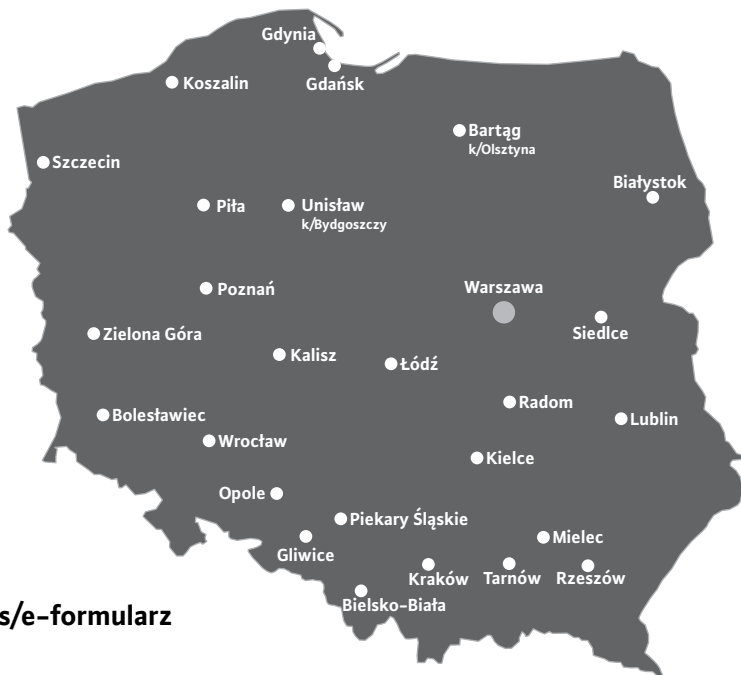 Gdynia
Koszalin
Gdańsk
Bartąg
k/Olsztyna
Szczecin
Białystok
Piła
Unisław
k/Bydgoszczy
Poznań
Warszawa
Zielona Góra
Siedlce
Kalisz
Łódź
Radom
Bolesławiec
Lublin
Wrocław
Kielce
Opole
Piekary Śląskie
Mielec
Gliwice
Kraków
Tarnów
Rzeszów
Bielsko-Biała
s/e-formularz